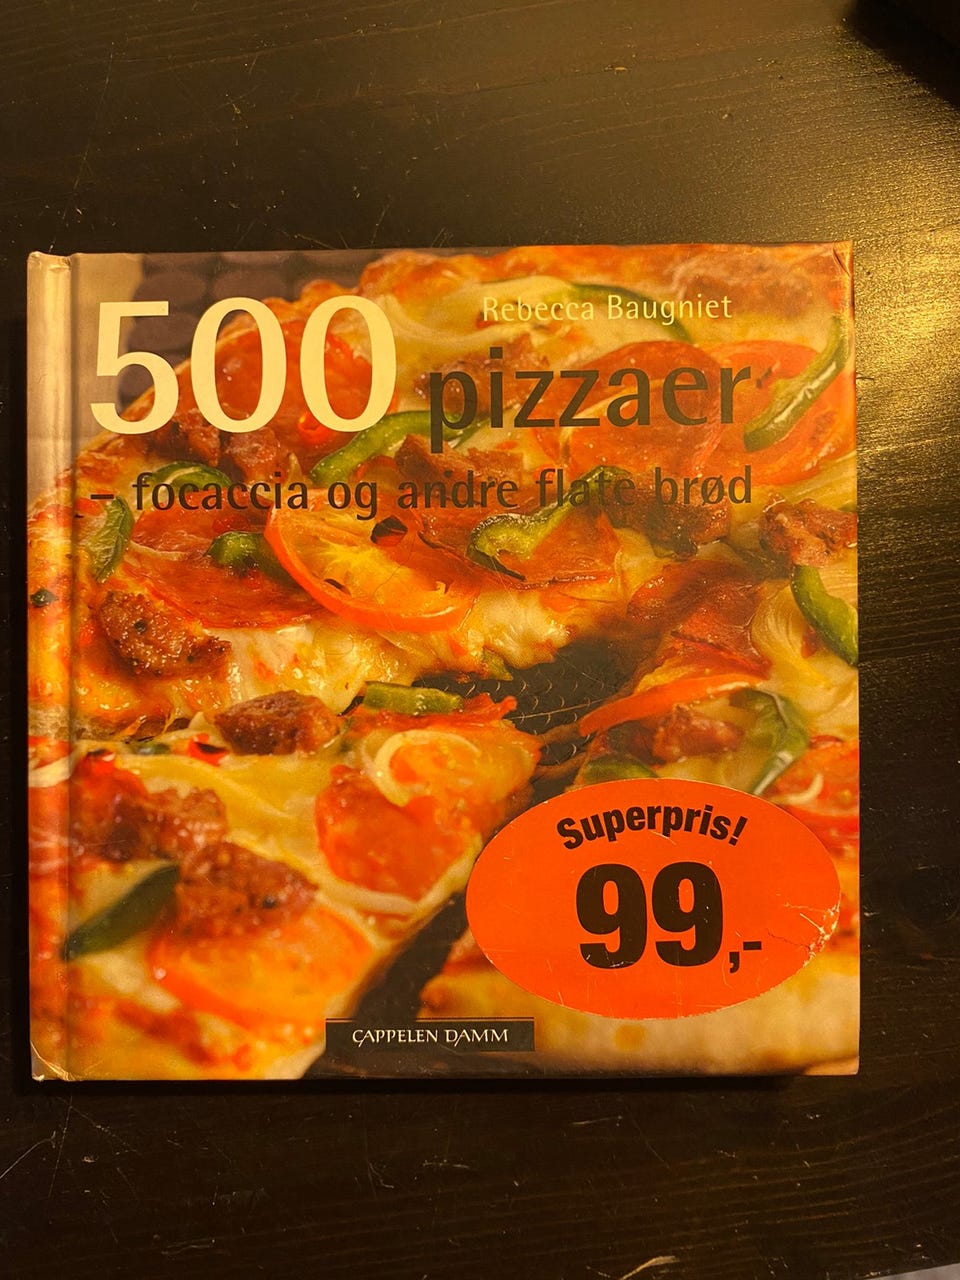 Rebecca Baugniet
500 pizzaer
– focaccia og andre flate brød
Superpris!
99,-
CAPPELEN DAMM